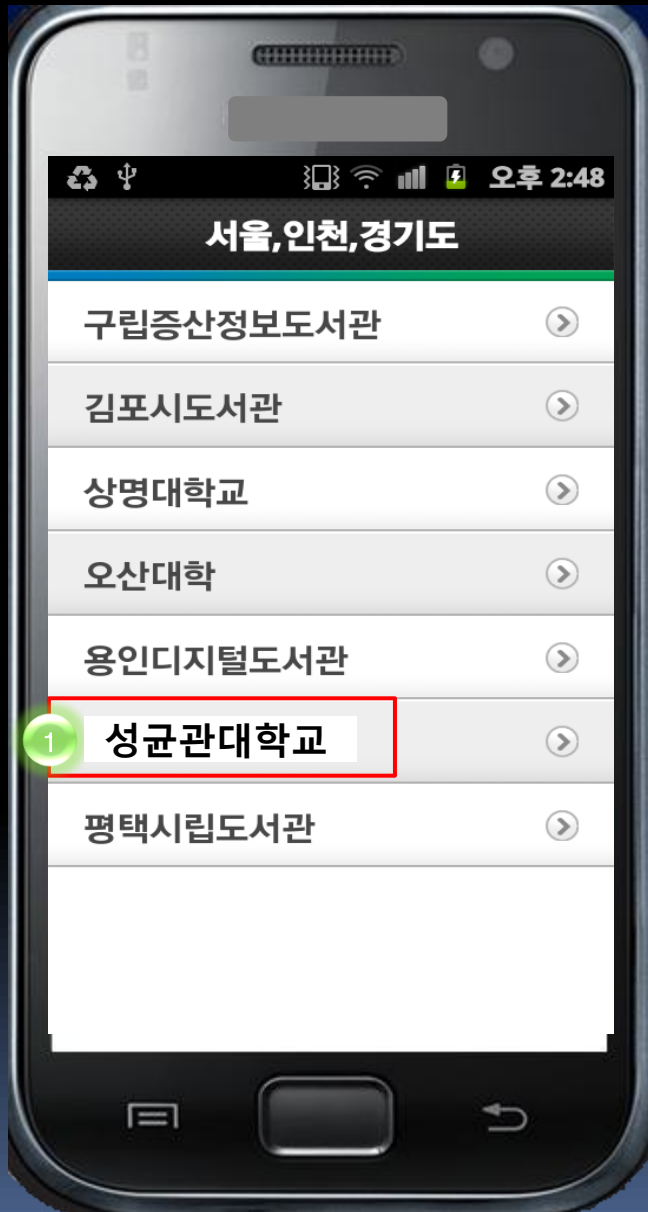 오후 2:48
서울,인천,경기도
구립증산정보도서관
김포시도서관
상명대학교
오산대학
용인디지털도서관
1 성균관대학교
평택시립도서관